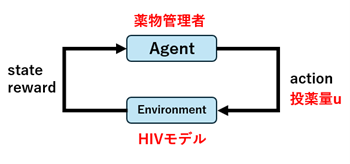 薬物管理者
Agent
state
reward
action
投薬量u
Environment
HIVモデル